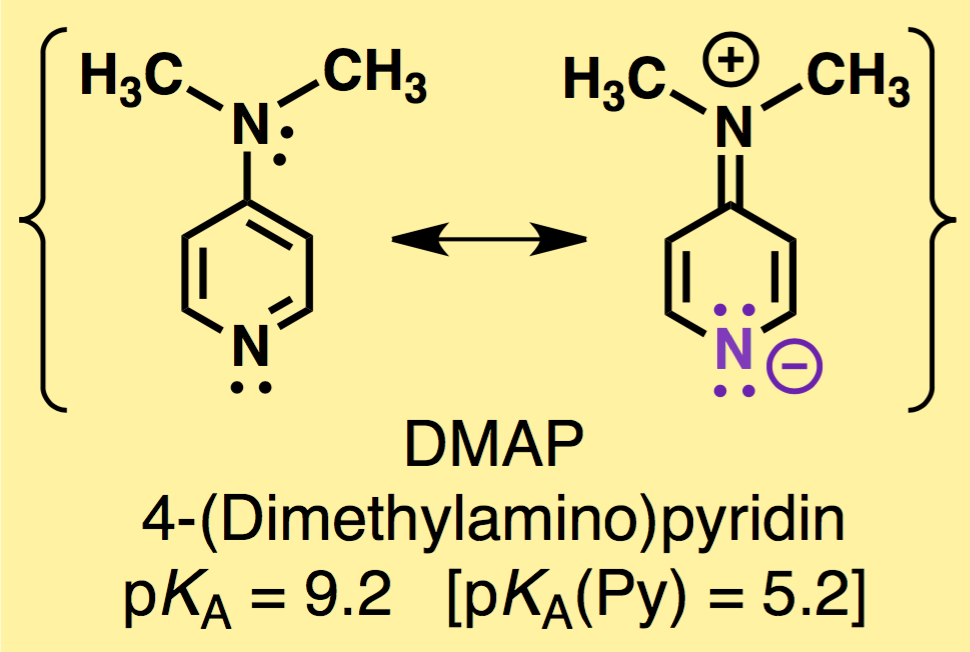 H₃C CH₃ H₃C ⊕ CH₃
N: N
N N ⊖
DMAP
4-(Dimethylamino)pyridin
pKA = 9.2 [pKA(Py) = 5.2]